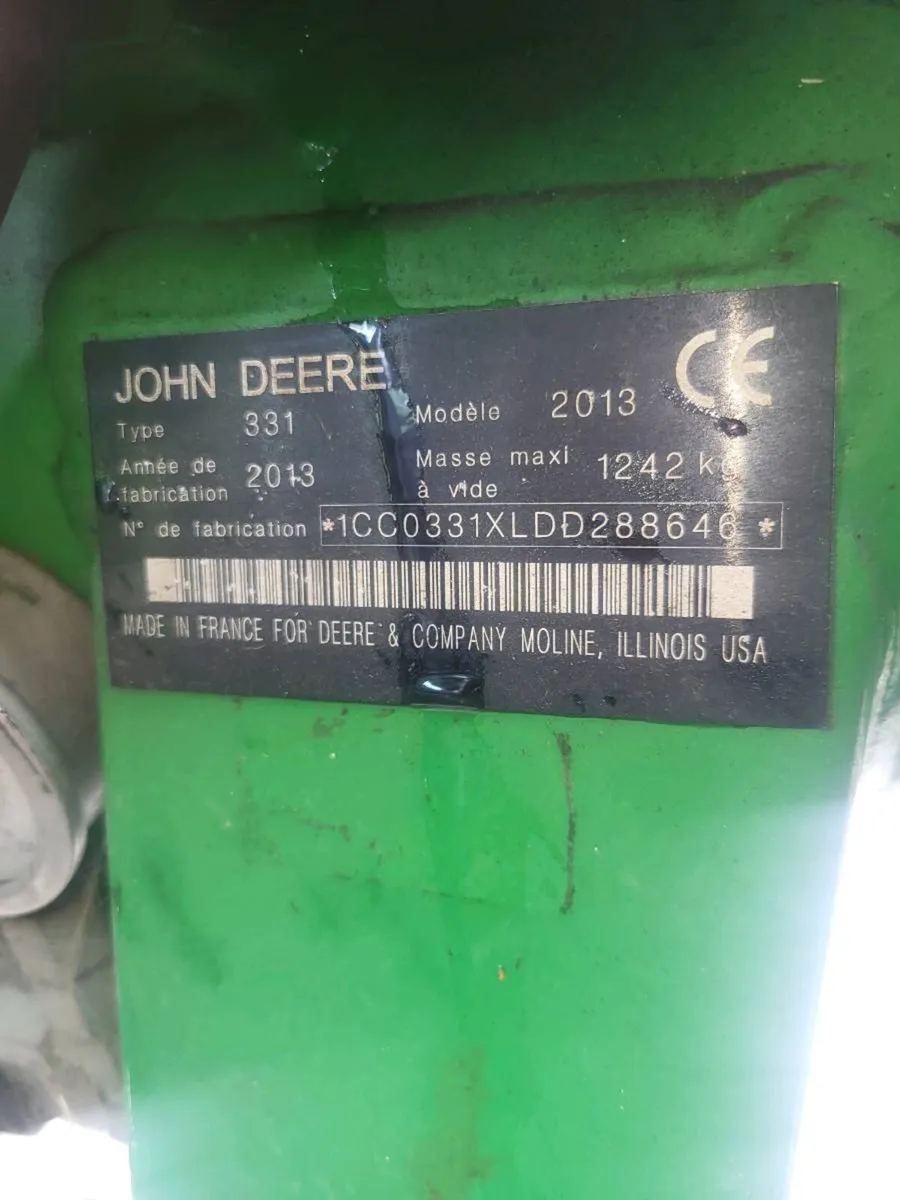 JOHN DEERE CE
Type 331 Modèle 2013
Année de fabrication 2013 Masse maxi à vide 1242 kg
N° de fabrication *1CC0331XLDD288646*
MADE IN FRANCE FOR DEERE & COMPANY MOLINE, ILLINOIS USA